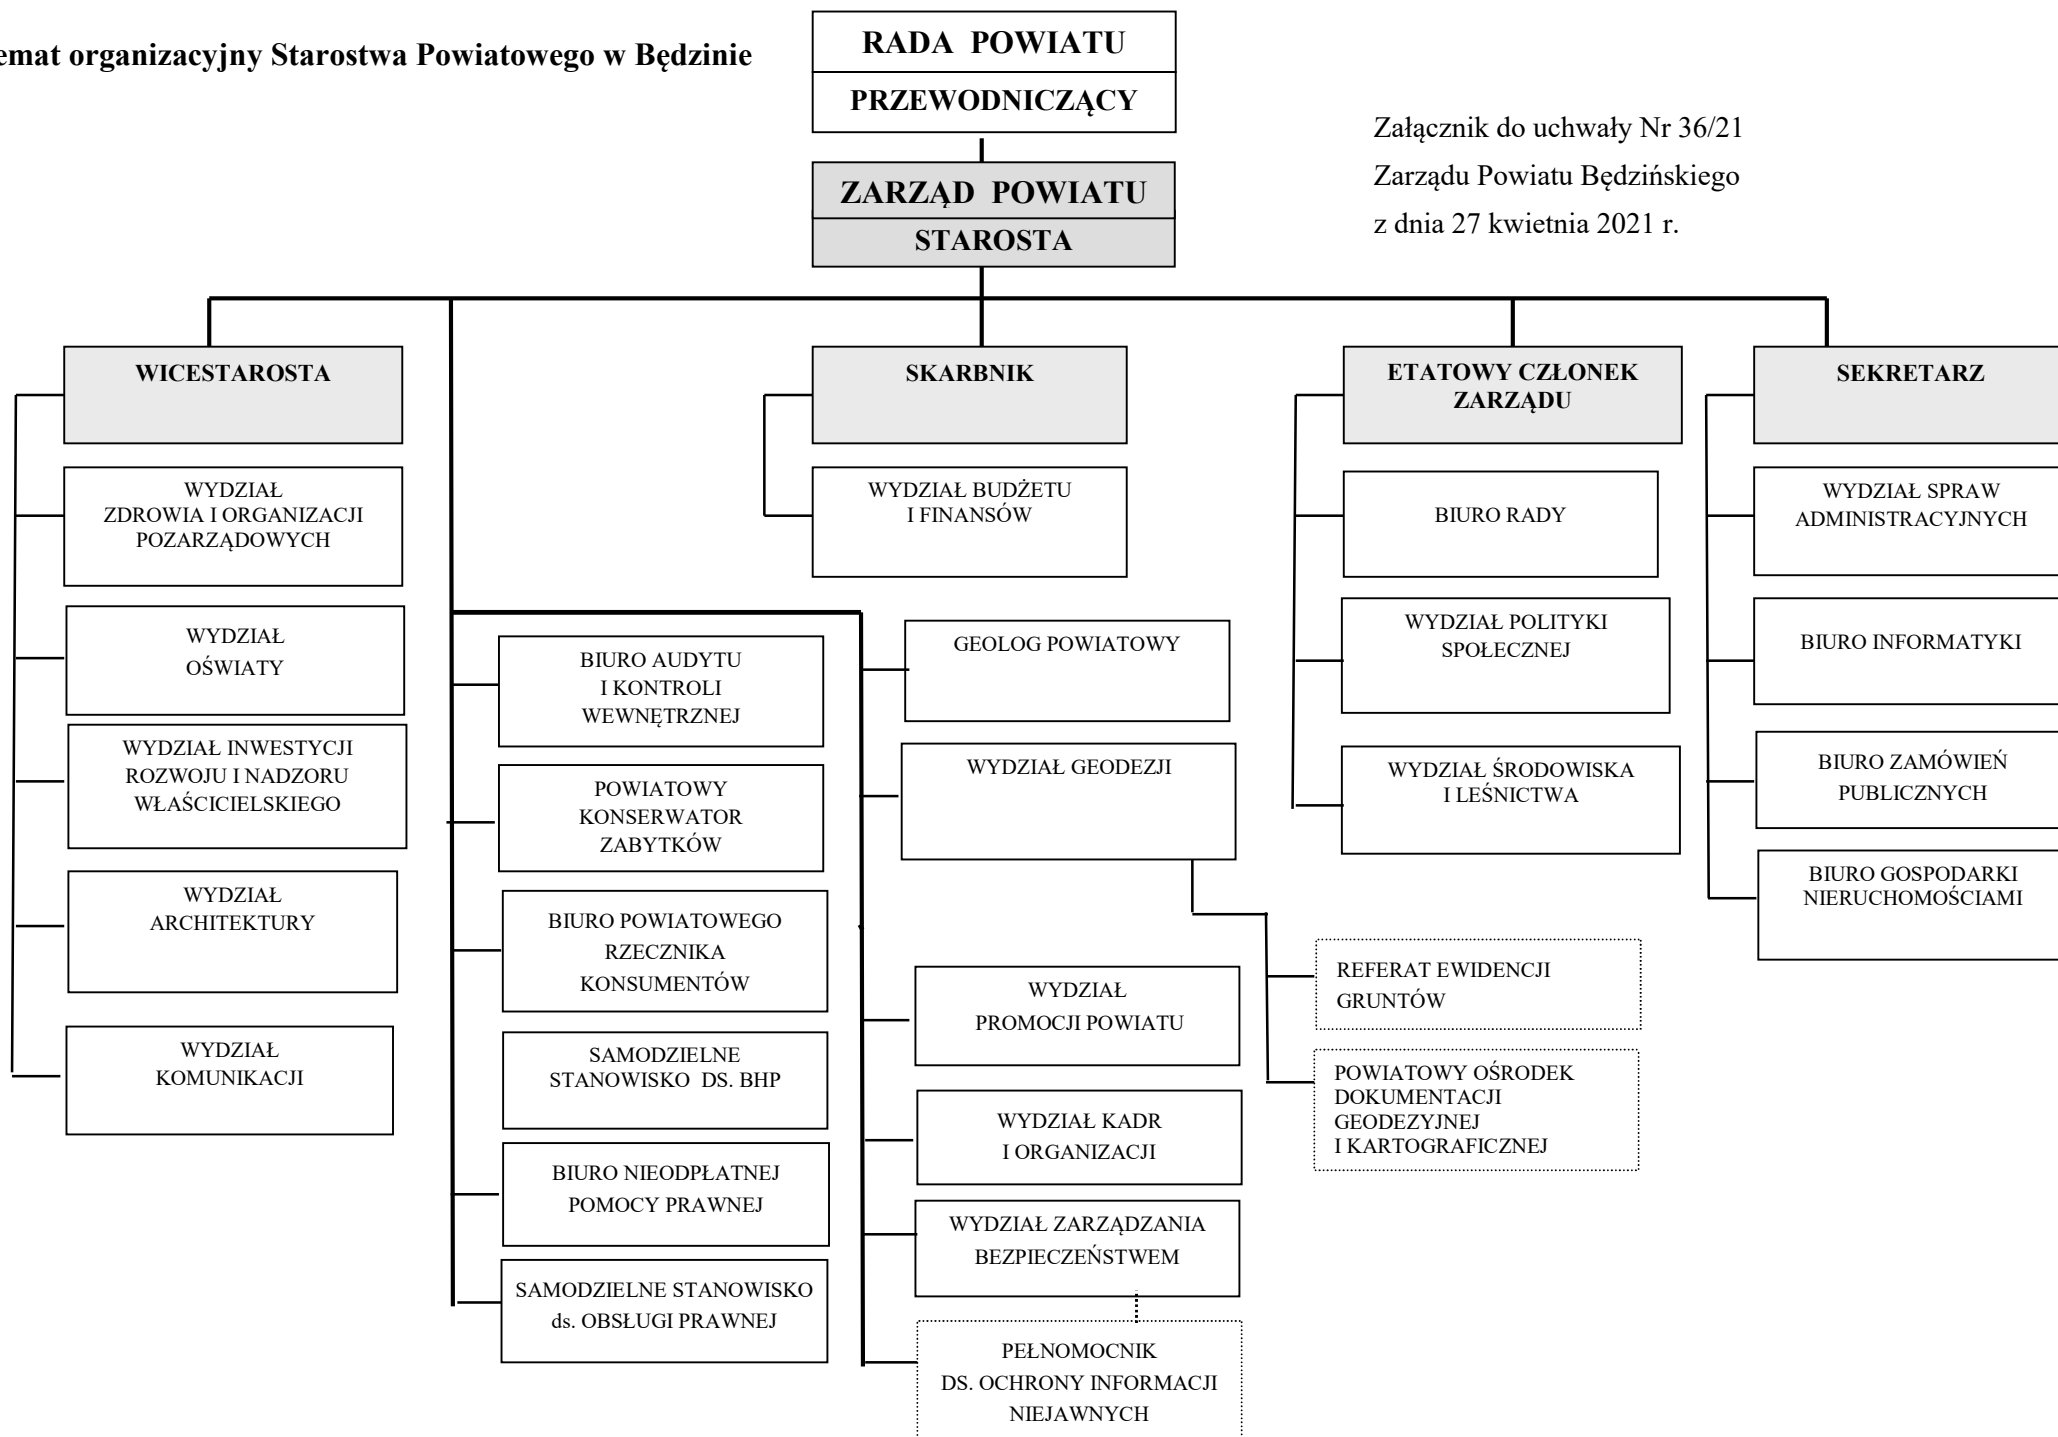 emat organizacyjny Starostwa Powiatowego w Będzinie
RADA POWIATU
PRZEWODNICZĄCY
Załącznik do uchwały Nr 36/21
Zarządu Powiatu Będzińskiego
z dnia 27 kwietnia 2021 r.
ZARZĄD POWIATU
STAROSTA
WICESTAROSTA
SKARBNIK
ETATOWY CZŁONEK
ZARZĄDU
SEKRETARZ
WYDZIAŁ
ZDROWIA I ORGANIZACJI
POZARZĄDOWYCH
WYDZIAŁ
OŚWIATY
WYDZIAŁ INWESTYCJI
ROZWOJU I NADZORU
WŁAŚCICIELSKIEGO
WYDZIAŁ
ARCHITEKTURY
WYDZIAŁ
KOMUNIKACJI
BIURO AUDYTU
I KONTROLI
WEWNĘTRZNEJ
POWIATOWY
KONSERWATOR
ZABYTKÓW
BIURO POWIATOWEGO
RZECZNIKA
KONSUMENTÓW
SAMODZIELNE
STANOWISKO DS. BHP
BIURO NIEODPŁATNEJ
POMOCY PRAWNEJ
SAMODZIELNE STANOWISKO
ds. OBSŁUGI PRAWNEJ
WYDZIAŁ BUDŻETU
I FINANSÓW
GEOLOG POWIATOWY
WYDZIAŁ GEODEZJI
WYDZIAŁ
PROMOCJI POWIATU
WYDZIAŁ KADR
I ORGANIZACJI
WYDZIAŁ ZARZĄDZANIA
BEZPIECZEŃSTWEM
PEŁNOMOCNIK
DS. OCHRONY INFORMACJI
NIEJAWNYCH
REFERAT EWIDENCJI
GRUNTÓW
POWIATOWY OŚRODEK
DOKUMENTACJI
GEODEZYJNEJ
I KARTOGRAFICZNEJ
BIURO RADY
WYDZIAŁ POLITYKI
SPOŁECZNEJ
WYDZIAŁ ŚRODOWISKA
I LEŚNICTWA
WYDZIAŁ SPRAW
ADMINISTRACYJNYCH
BIURO INFORMATYKI
BIURO ZAMÓWIEŃ
PUBLICZNYCH
BIURO GOSPODARKI
NIERUCHOMOŚCIAMI